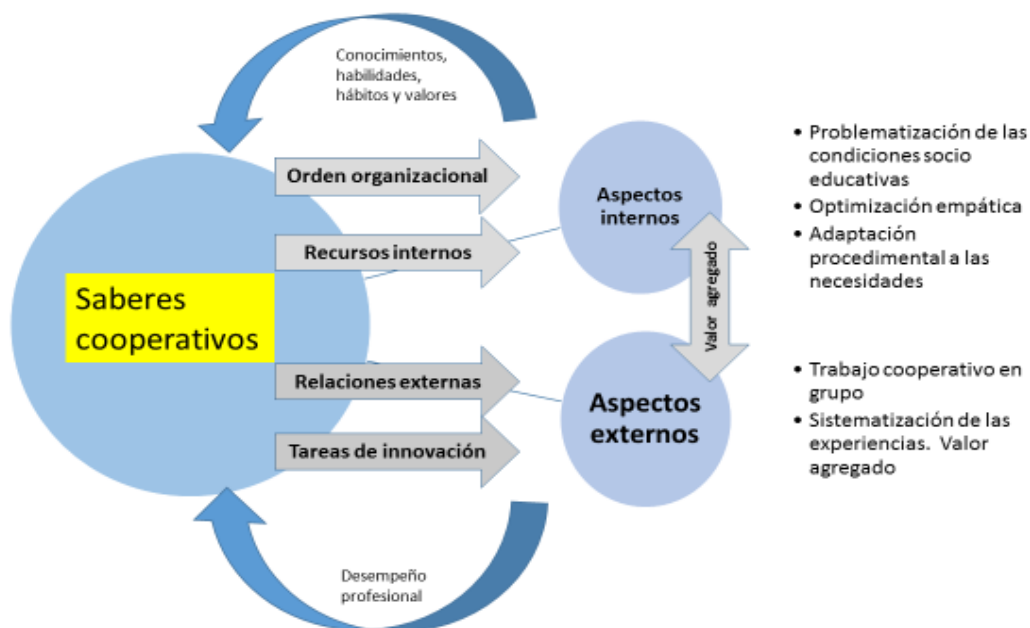 Conocimientos,
habilidades,
hábitos y valores
Orden organizacional
Recursos internos
Saberes
cooperativos
Relaciones externas
Tareas de innovación
Aspectos
internos
Valor agregado
Aspectos
externos
• Problematización de las
condiciones socio
educativas
• Optimización empática
• Adaptación
procedimental a las
necesidades
• Trabajo cooperativo en
grupo
• Sistematización de las
experiencias. Valor
agregado
Desempeño
profesional